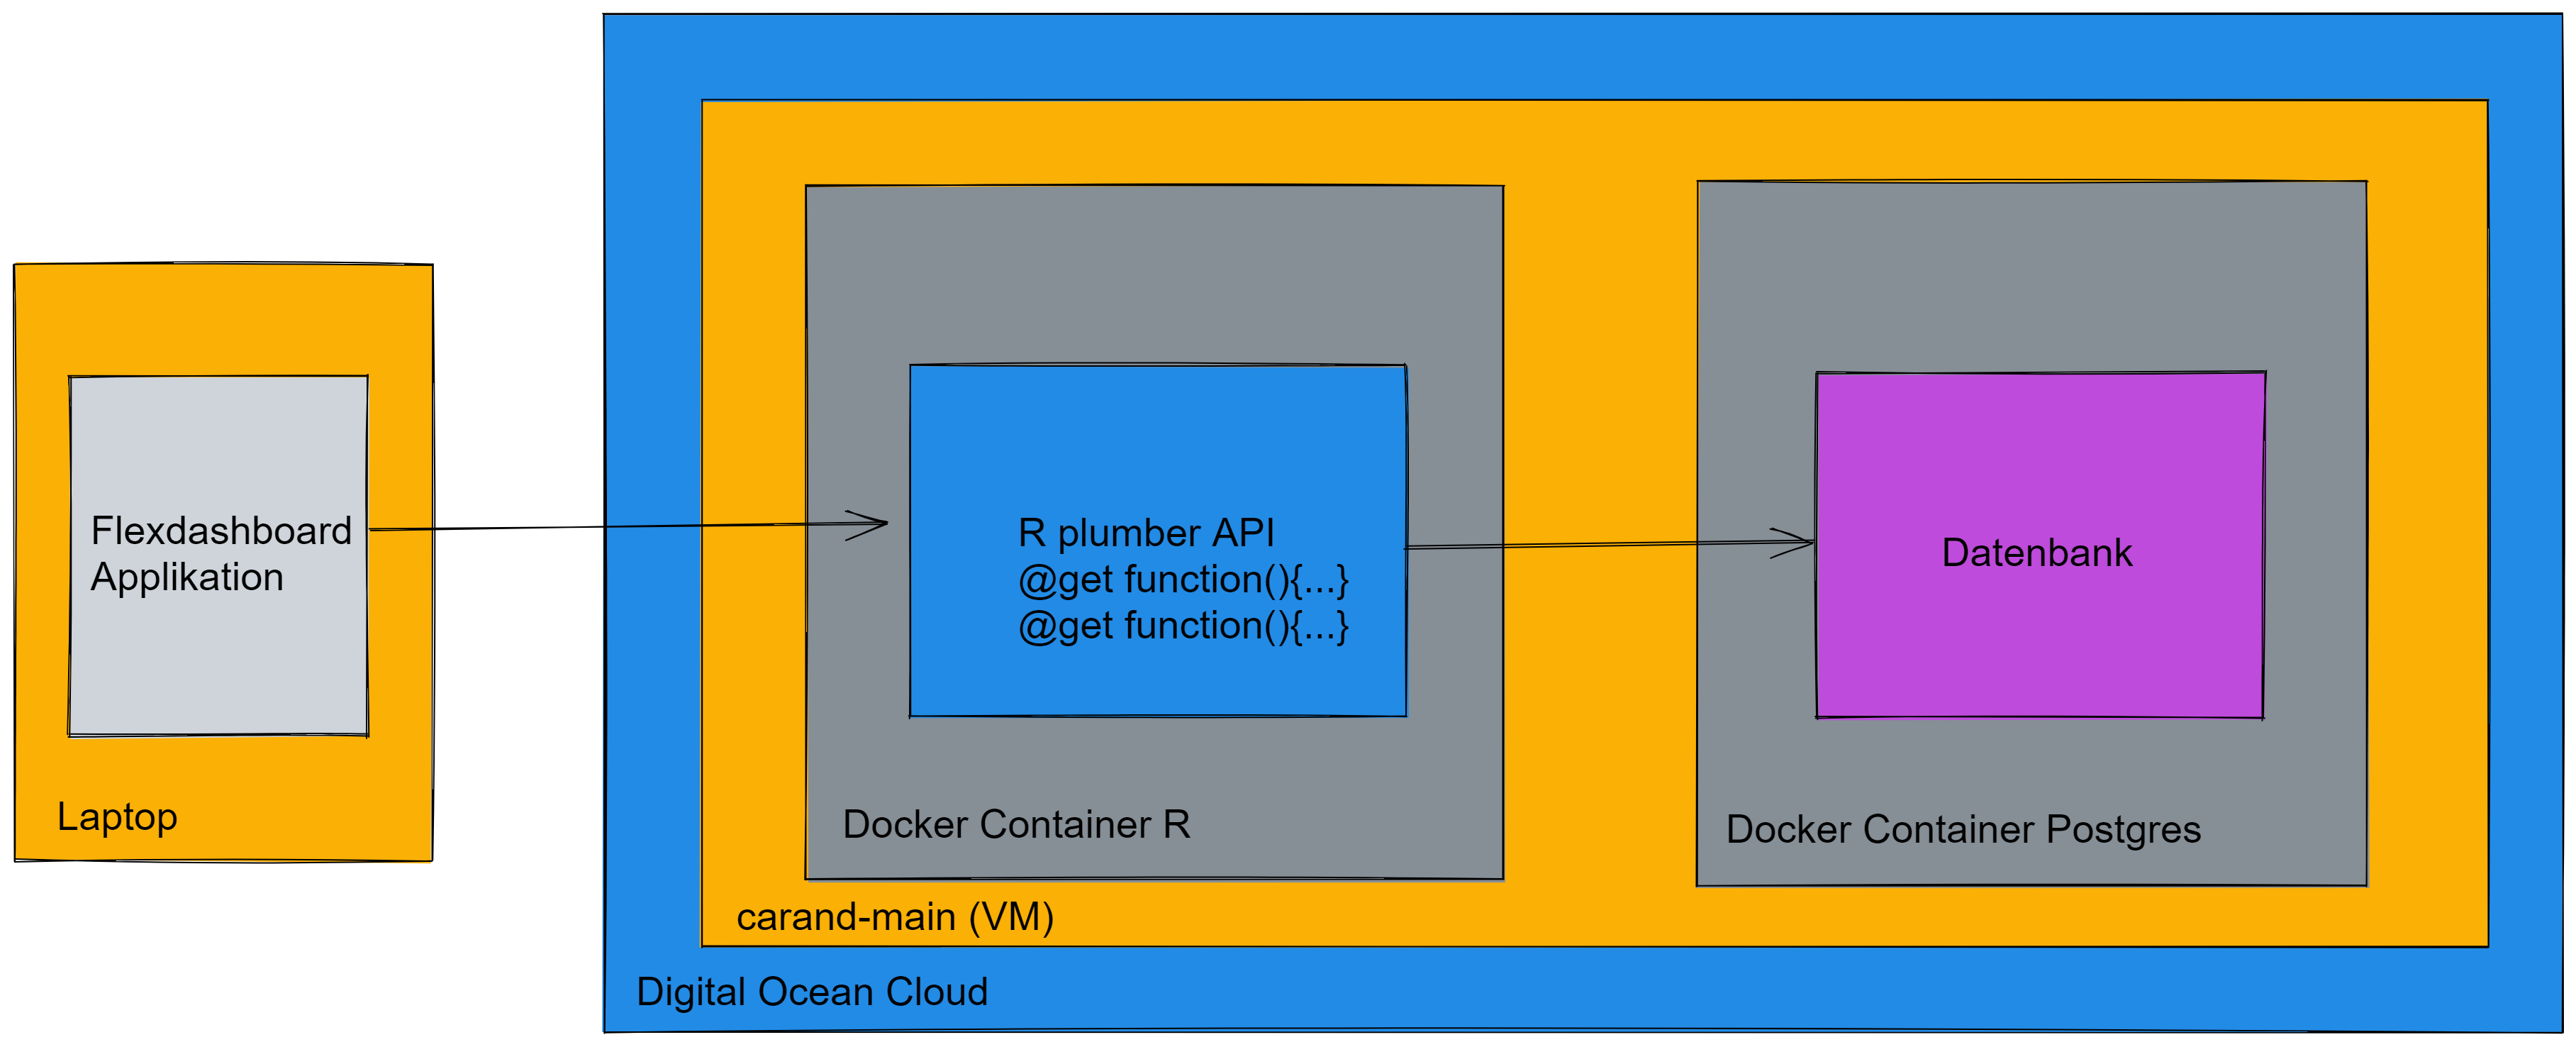 Flexdashboard
Applikation
Laptop
R plumber API
@get function(){...}
@get function(){...}
Docker Container R
Datenbank
Docker Container Postgres
carand-main (VM)
Digital Ocean Cloud